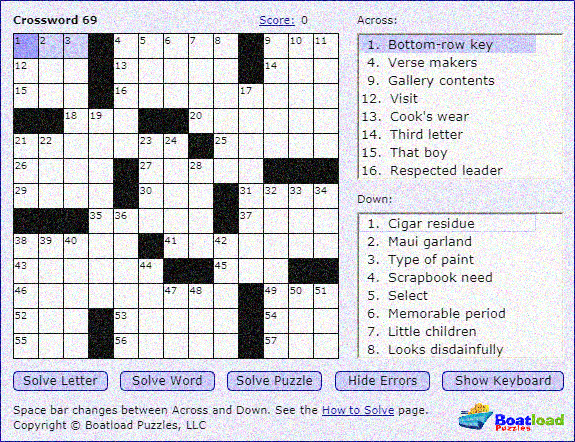 Crossword 69
Score: 0
1 2 3 4 5 6 7 8 9 10 11
12 13 14
15 16 17
18 19 20
21 22 23 24 25
26 27 28
29 30 31 32 33 34
35 36 37
38 39 40 41 42
43 44 45
46 47 48 49 50 51
52 53 54
55 56 57
Across:
1. Bottom-row key
4. Verse makers
9. Gallery contents
12. Visit
13. Cook's wear
14. Third letter
15. That boy
16. Respected leader
Down:
1. Cigar residue
2. Maui garland
3. Type of paint
4. Scrapbook need
5. Select
6. Memorable period
7. Little children
8. Looks disdainfully
Solve Letter Solve Word Solve Puzzle Hide Errors Show Keyboard
Space bar changes between Across and Down. See the How to Solve page.
Copyright © Boatload Puzzles, LLC
Boatload
Puzzles